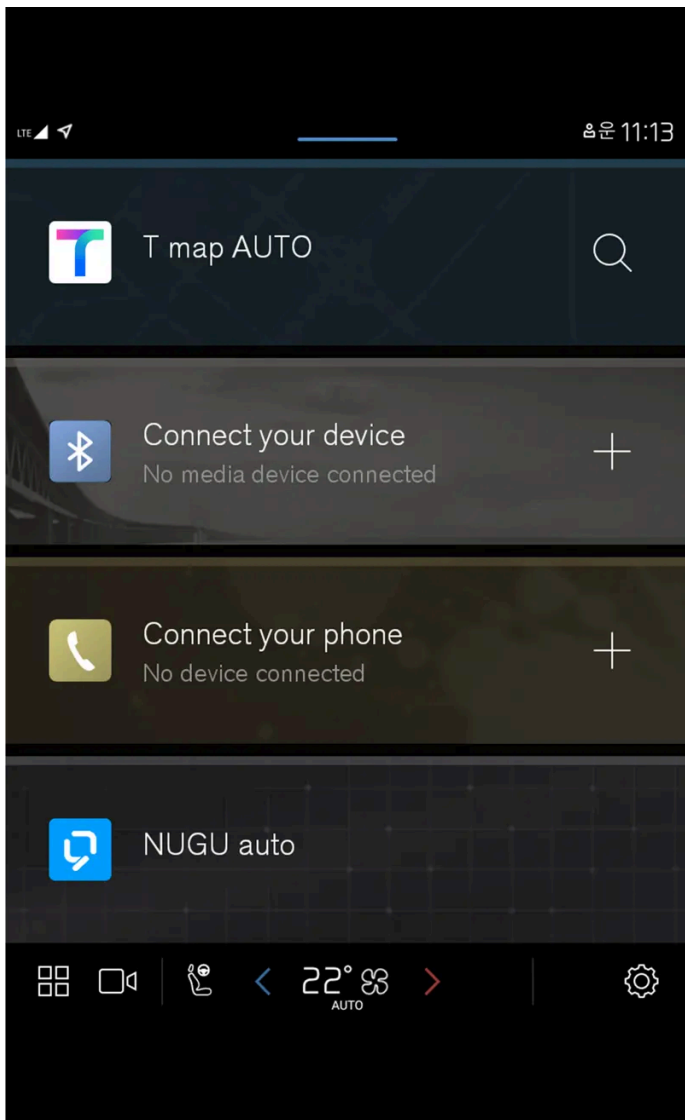 LTE
운 11:13
T map AUTO
Connect your device
No media device connected
Connect your phone
No device connected
NUGU auto
22°
AUTO